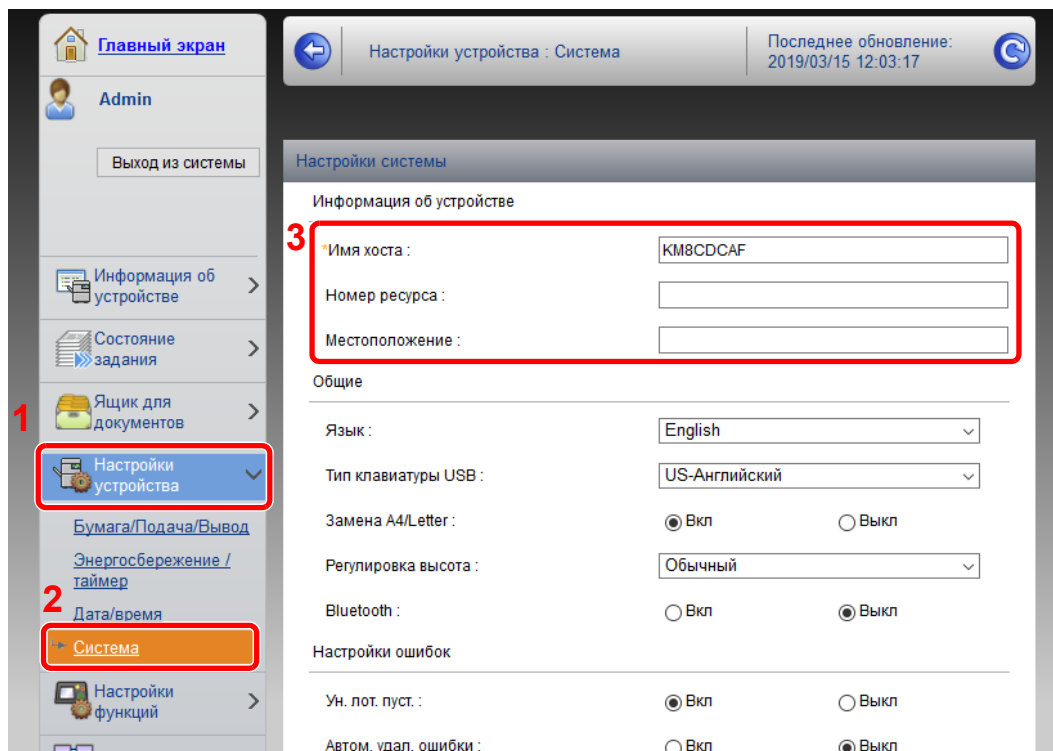 Главный экран
Admin
Выход из системы
Информация об
устройстве
Состояние
задания
Ящик для
документов
1
Настройки
устройства
Бумага/Подача/Вывод
Энергосбережение /
таймер
2
Дата/время
Система
Настройки
функций
Настройки устройства : Система
Последнее обновление:
2019/03/15 12:03:17
Настройки системы
Информация об устройстве
3
*Имя хоста : KM8CDCAF
Номер ресурса :
Местоположение :
Общие
Язык : English
Тип клавиатуры USB : US-Английский
Замена A4/Letter : Вкл Выкл
Регулировка высота : Обычный
Bluetooth : Вкл Выкл
Настройки ошибок
Ун. лот. пуст. : Вкл Выкл
Автом. удал. ошибки : Вкл Выкл